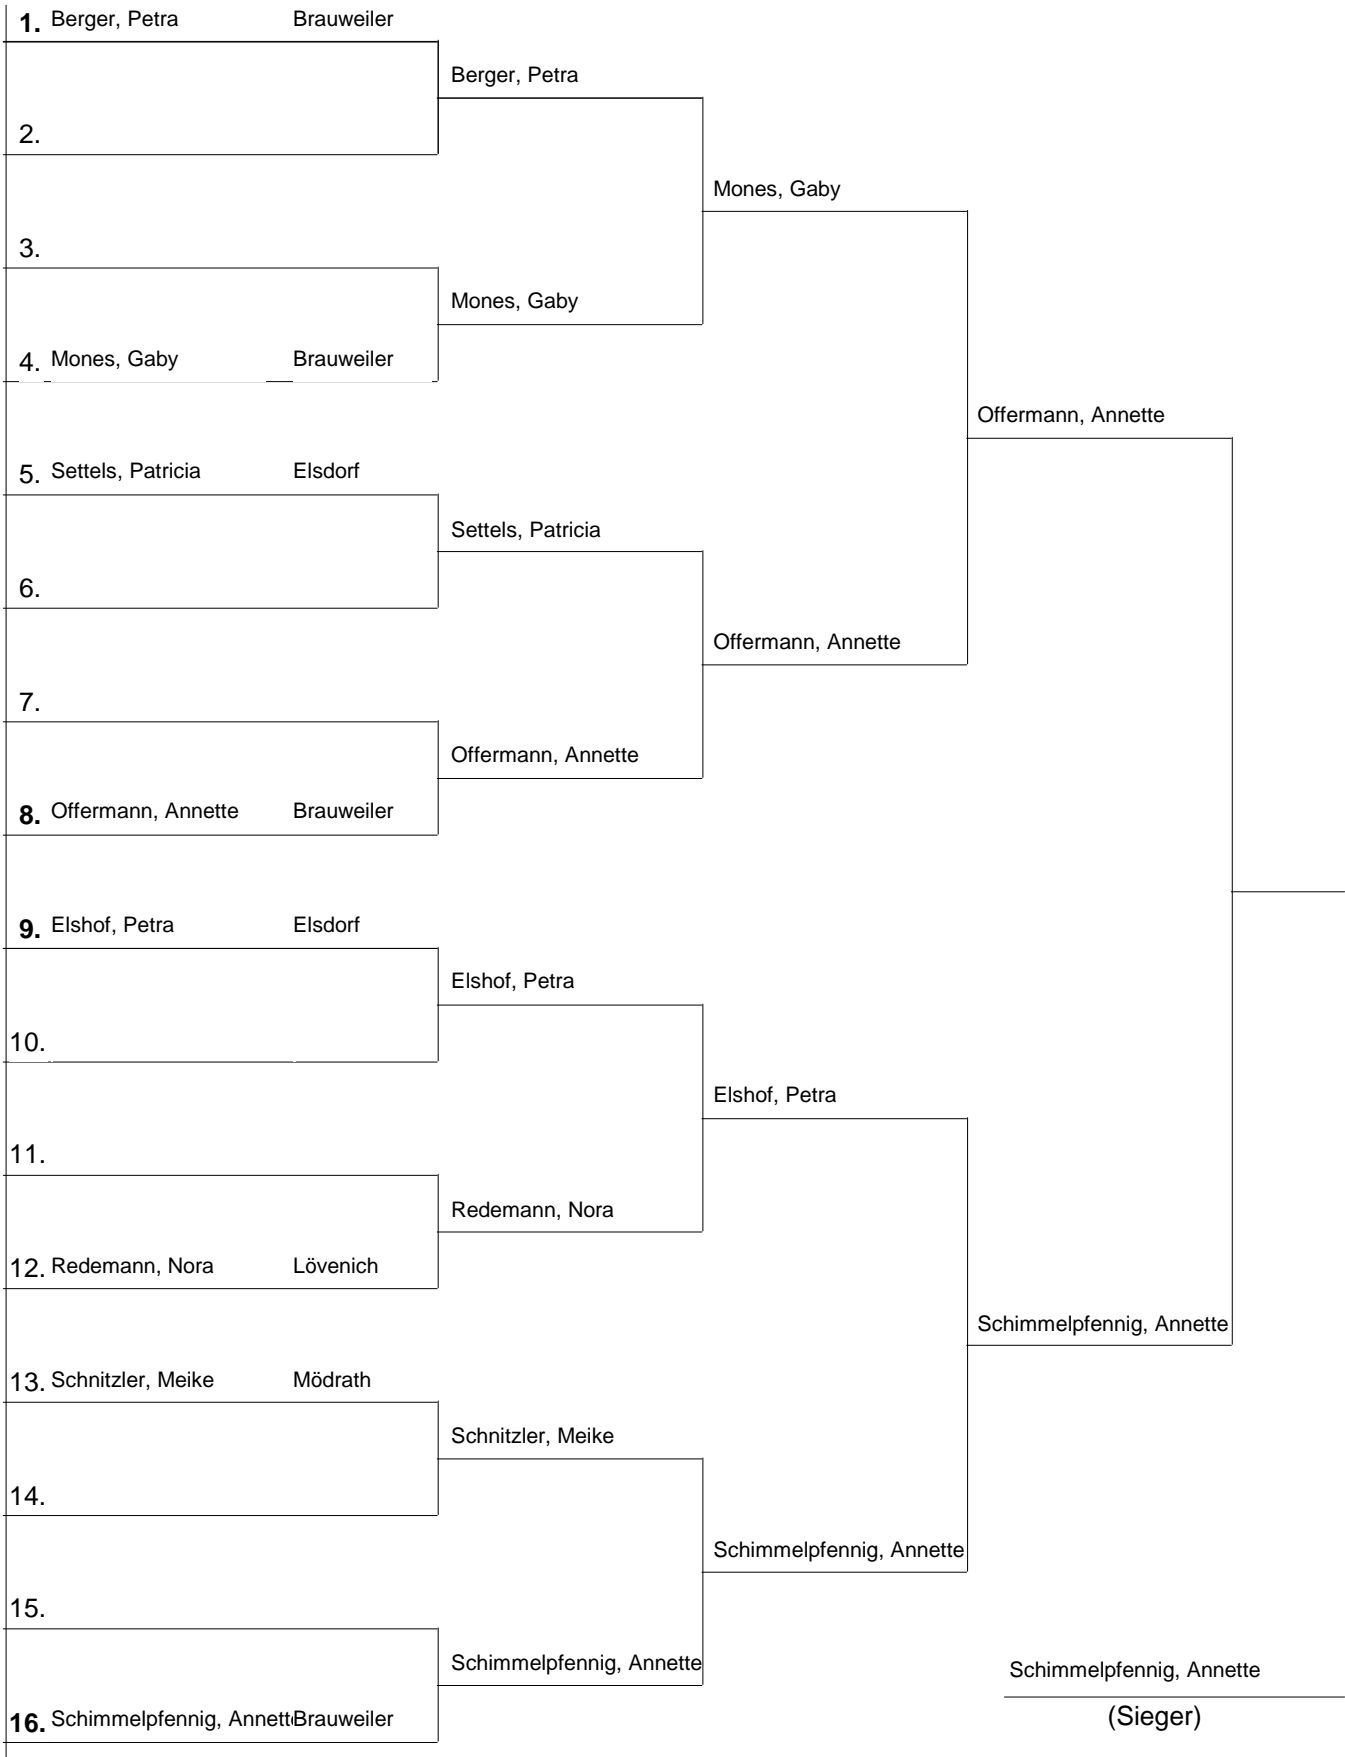 1. Berger, Petra Brauweiler
Berger, Petra
2.
Mones, Gaby
3.
Mones, Gaby
4. Mones, Gaby Brauweiler
Offermann, Annette
5. Settels, Patricia Elsdorf
Settels, Patricia
6.
Offermann, Annette
7.
Offermann, Annette
8. Offermann, Annette Brauweiler
9. Elshof, Petra Elsdorf
Elshof, Petra
10.
Elshof, Petra
11.
Redemann, Nora
12. Redemann, Nora Lövenich
Schimmelpfennig, Annette
13. Schnitzler, Meike Mödrath
Schnitzler, Meike
14.
Schimmelpfennig, Annette
15.
Schimmelpfennig, Annette
Schimmelpfennig, Annette
16. Schimmelpfennig, Annett Brauweiler
(Sieger)